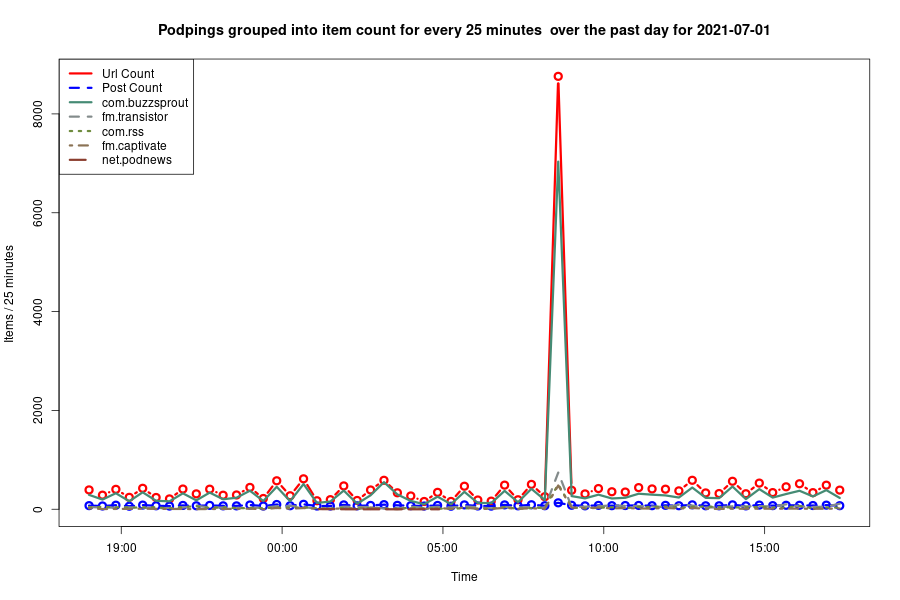 Podpings grouped into item count for every 25 minutes  over the past day for 2021-07-01
Url Count
Post Count
com.buzzsprout
fm.transistor
com.rss
fm.captivate
net.podnews
Items / 25 minutes
8000
6000
4000
2000
0
19:00
00:00
05:00
10:00
15:00
Time